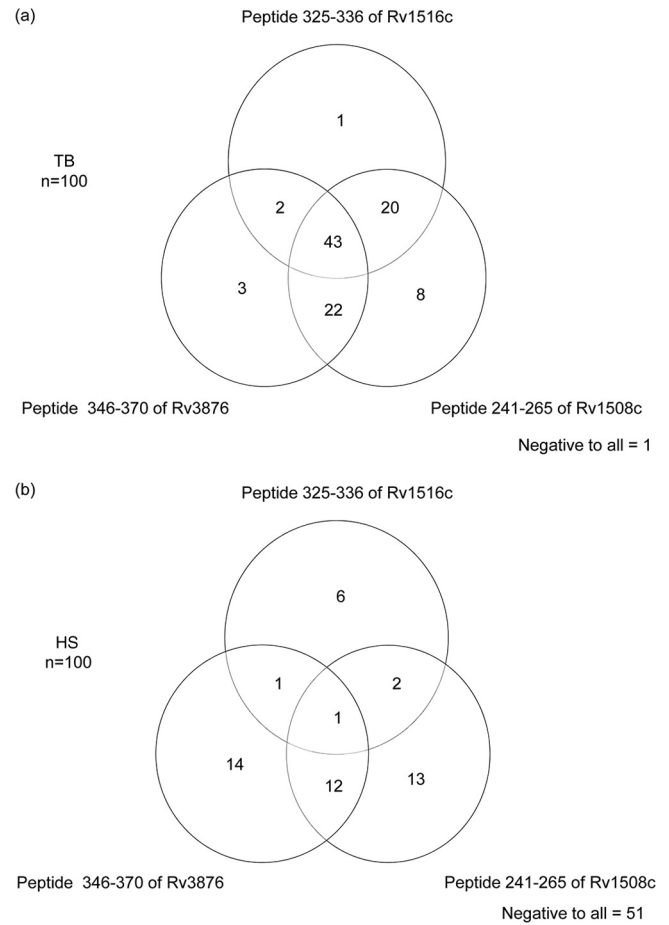 (a)
Peptide 325-336 of Rv1516c
1
TB
n=100
2
20
43
3
8
22
Peptide 346-370 of Rv3876
Peptide 241-265 of Rv1508c
Negative to all = 1
(b)
Peptide 325-336 of Rv1516c
6
HS
n=100
1
2
1
14
13
12
Peptide 346-370 of Rv3876
Peptide 241-265 of Rv1508c
Negative to all = 51